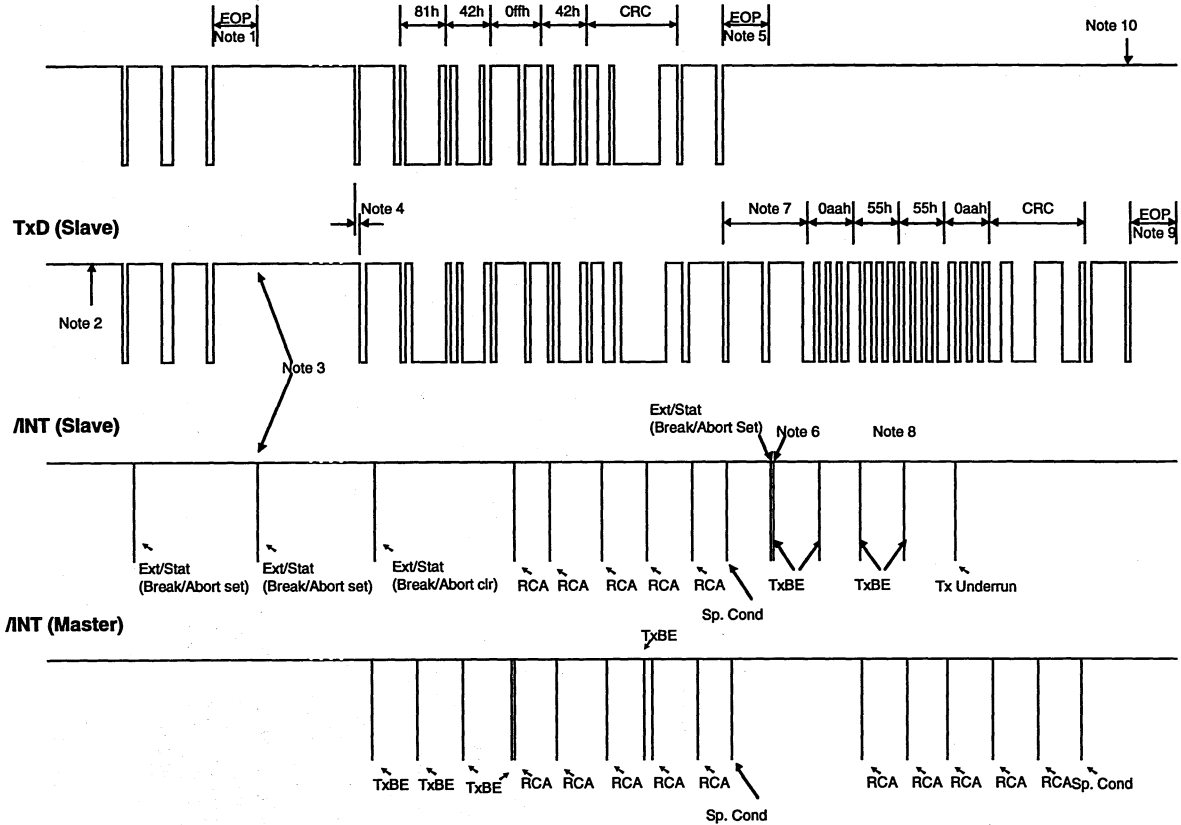 EOP
Note 1
81h
42h
0ffh
42h
CRC
EOP
Note 5
Note 10
TxD (Slave)
Note 4
Note 7
0aah
55h
55h
0aah
CRC
EOP
Note 9
Note 2
Note 3
/INT (Slave)
Ext/Stat
(Break/Abort Set)
Note 6
Note 8
Ext/Stat
(Break/Abort set)
Ext/Stat
(Break/Abort set)
Ext/Stat
(Break/Abort clr)
RCA
RCA
RCA
RCA
RCA
Sp. Cond
TxBE
TxBE
Tx Underrun
/INT (Master)
TxBE
TxBE
TxBE
TxBE
RCA
RCA
RCA
RCA
RCA
Sp. Cond
RCA
RCA
RCA
RCA
RCA
Sp. Cond